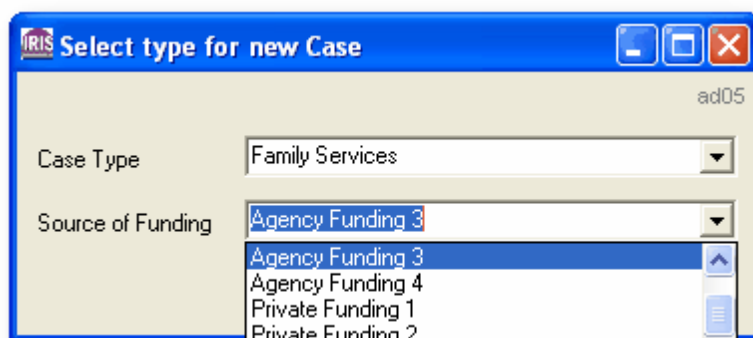 IRIS Select type for new Case
ad05
Case Type Family Services
Source of Funding Agency Funding 3
Agency Funding 3
Agency Funding 4
Private Funding 1
Private Funding 2